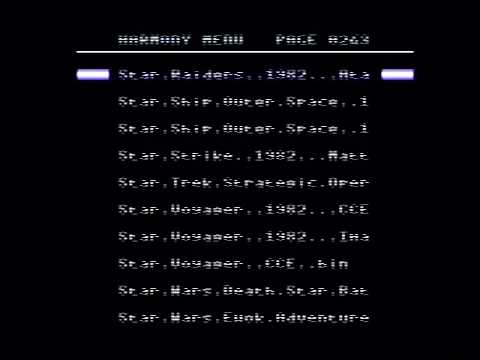 HARMONY MENU PAGE 0263
Star.Raiders..1982...Ata
Star.Ship.Outer.Space..1
Star.Ship.Outer.Space..1
Star.Strike..1982...Matt
Star.Trek.Strategic.Oper
Star.Voyager..1982...CCE
Star.Voyager..1982...Ima
Star.Voyager..CCE..bin
Star.Wars.Death.Star.Bat
Star.Wars.Ewok.Adventure